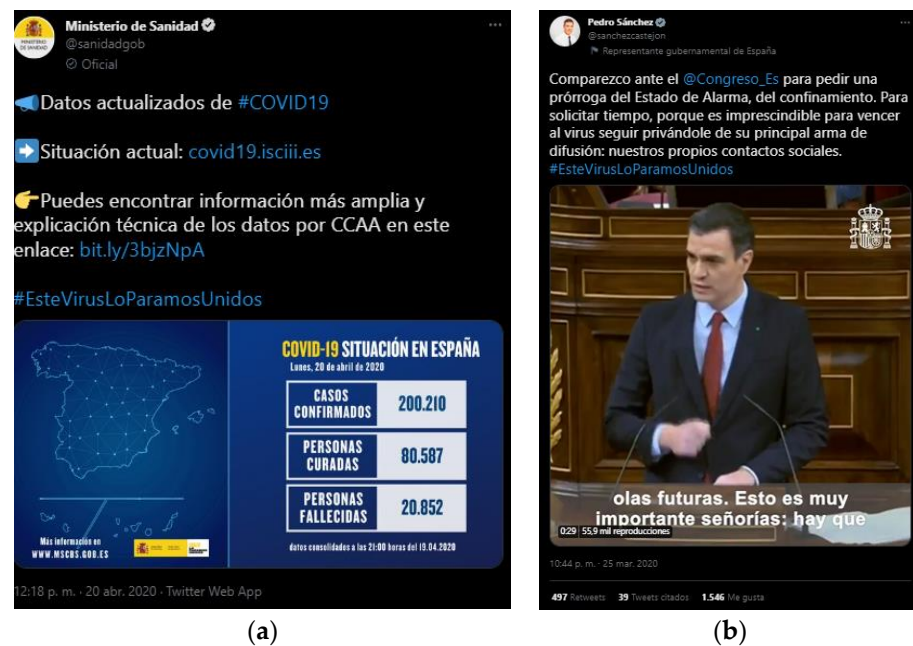 Ministerio de Sanidad
@sanidadgob
Oficial
Datos actualizados de #COVID19
Situación actual: covid19.isciii.es
Puedes encontrar información más amplia y
explicación técnica de los datos por CCAA en este
enlace: bit.ly/3bjzNpA
#EsteVirusLoParamosUnidos
COVID-19 SITUACIÓN EN ESPAÑA
Lunes, 20 de abril de 2020
CASOS
CONFIRMADOS
200.210
PERSONAS
CURADAS
80.587
PERSONAS
FALLECIDAS
20.852
Más información en
WWW.MSCBS.GOB.ES
datos consolidados a las 21:00 horas del 19.04.2020
12:18 p. m. · 20 abr. 2020 · Twitter Web App
(a)
Pedro Sánchez
@sanchezcastejon
Representante gubernamental de España
Comparezco ante el @Congreso_Es para pedir una
prórroga del Estado de Alarma, del confinamiento. Para
solicitar tiempo, porque es imprescindible para vencer
al virus seguir privándole de su principal arma de
difusión: nuestros propios contactos sociales.
#EsteVirusLoParamosUnidos
olas futuras. Esto es muy
importante señorías: hay que
0:29 55,9 mil reproducciones
10:44 p. m. · 25 mar. 2020
497 Retweets 39 Tweets citados 1.546 Me gusta
(b)